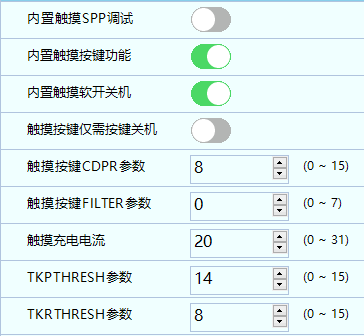 内置触摸SPP调试
内置触摸按键功能
内置触摸软开关机
触摸按键仅需按键关机
触摸按键CDPR参数 8 (0 ~ 15)
触摸按键FILTER参数 0 (0 ~ 7)
触摸充电电流 20 (0 ~ 31)
TKPTHRESH参数 14 (0 ~ 15)
TKRTHRESH参数 8 (0 ~ 15)